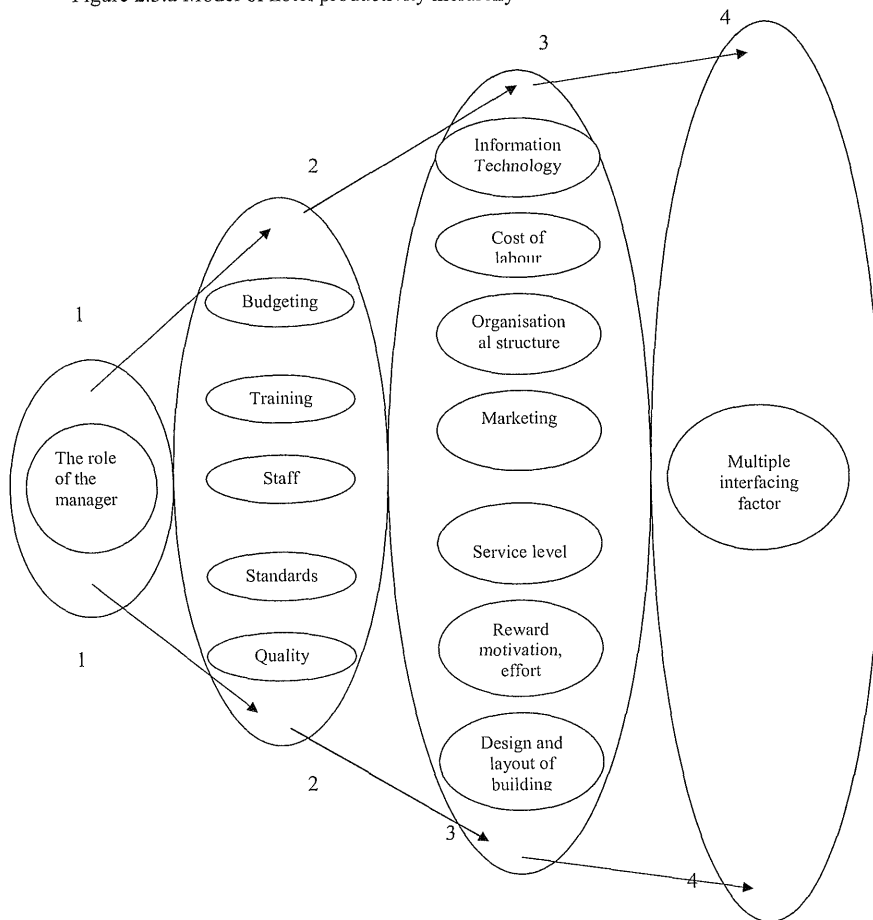 Figure 2.3.a Model of hotel productivity hierarchy
4
3
2
1
Information
Technology
Cost of
labour
Organisation
al structure
Marketing
Service level
Reward
motivation,
effort
Design and
layout of
building
Budgeting
Training
Staff
Standards
Quality
The role
of the
manager
Multiple
interfacing
factor
1
2
3
4